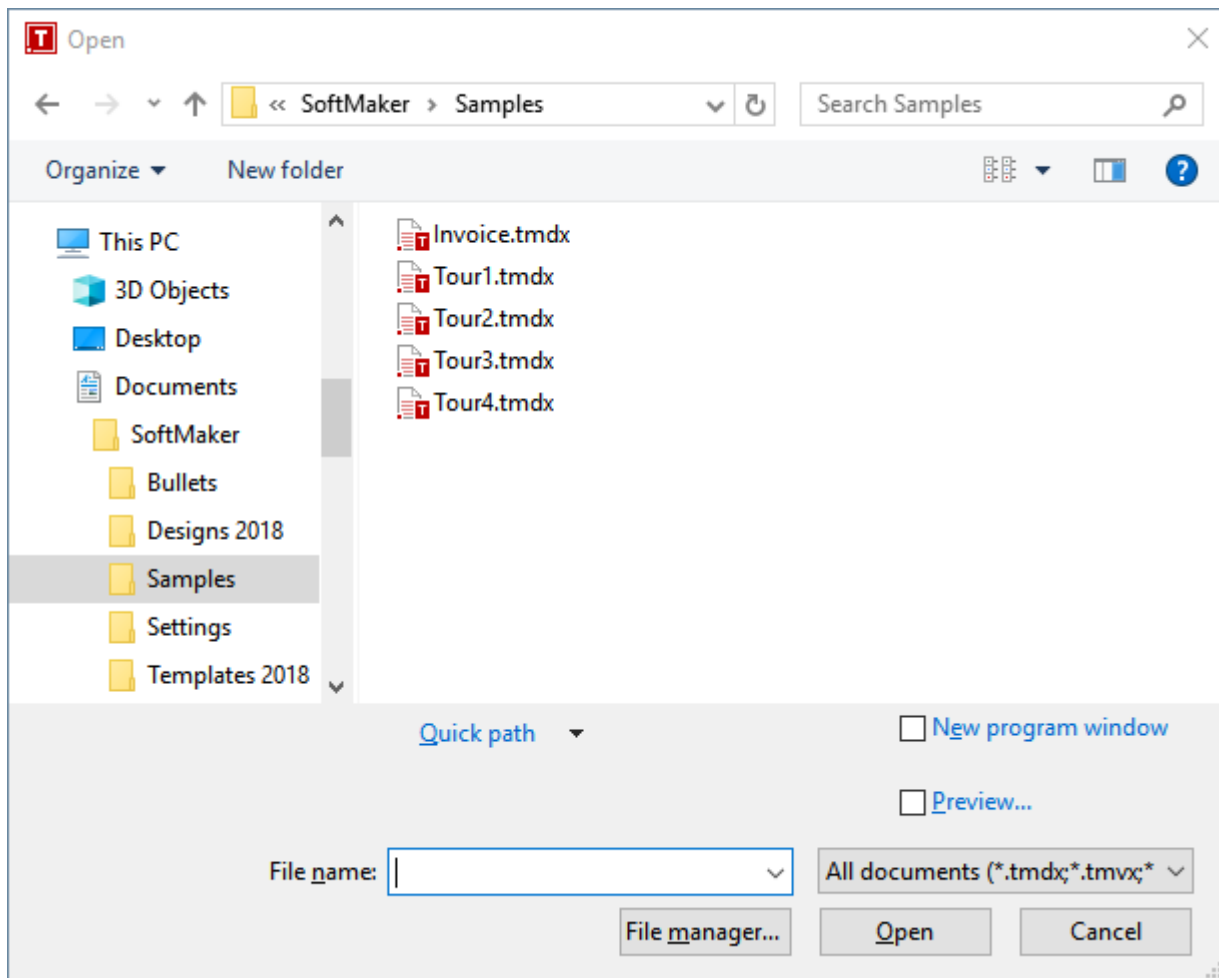 T Open
« SoftMaker > Samples
Search Samples
Organize
New folder
?
This PC
3D Objects
Desktop
Documents
SoftMaker
Bullets
Designs 2018
Samples
Settings
Templates 2018
Invoice.tmdx
Tour1.tmdx
Tour2.tmdx
Tour3.tmdx
Tour4.tmdx
Quick path
New program window
Preview...
File name:
All documents (*.tmdx;*.tmvx;*
File manager...
Open
Cancel